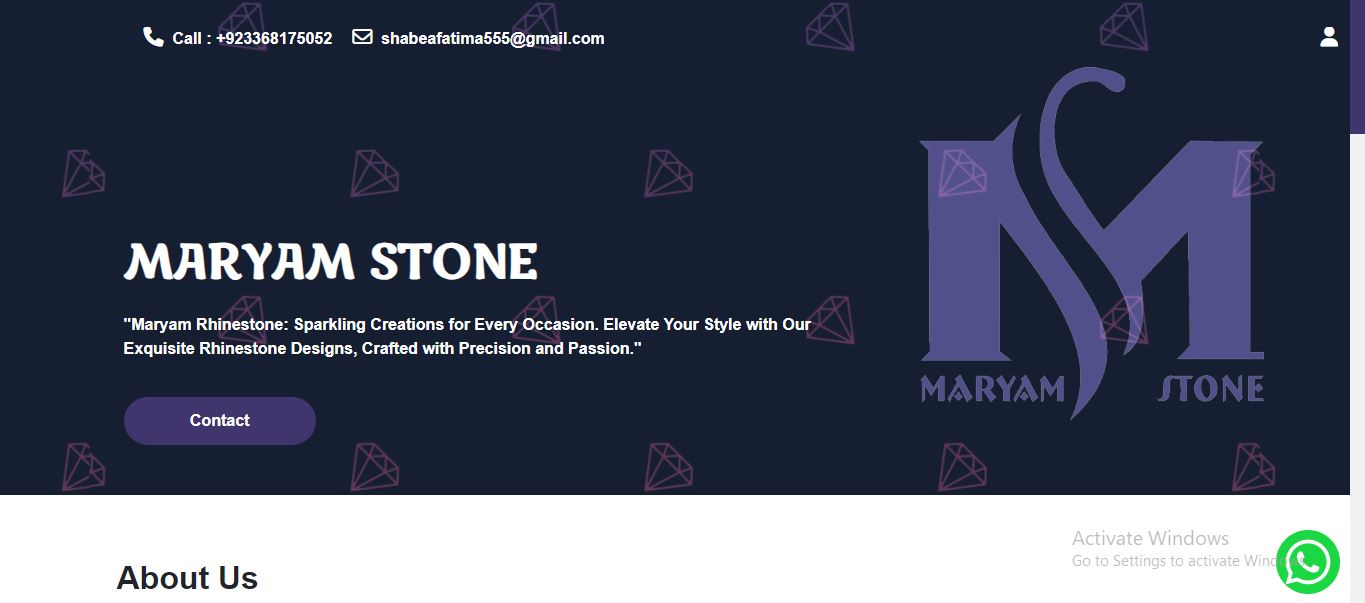 Call : +923368175052 shabeafatima555@gmail.com
MARYAM STONE
"Maryam Rhinestone: Sparkling Creations for Every Occasion. Elevate Your Style with Our
Exquisite Rhinestone Designs, Crafted with Precision and Passion."
Contact
SM
MARYAM STONE
About Us
Activate Windows
Go to Settings to activate Windows.